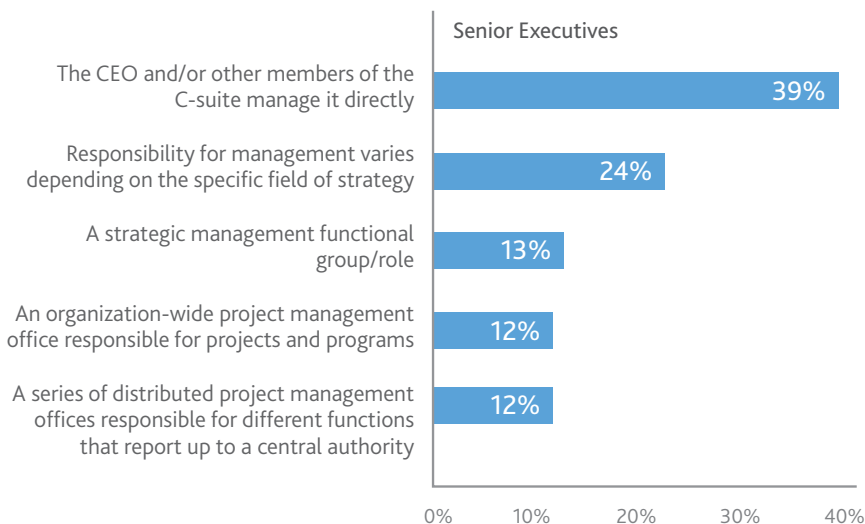 Senior Executives
The CEO and/or other members of the
C-suite manage it directly
39%
Responsibility for management varies
depending on the specific field of strategy
24%
A strategic management functional
group/role
13%
An organization-wide project management
office responsible for projects and programs
12%
A series of distributed project management
offices responsible for different functions
that report up to a central authority
12%
0% 10% 20% 30% 40%